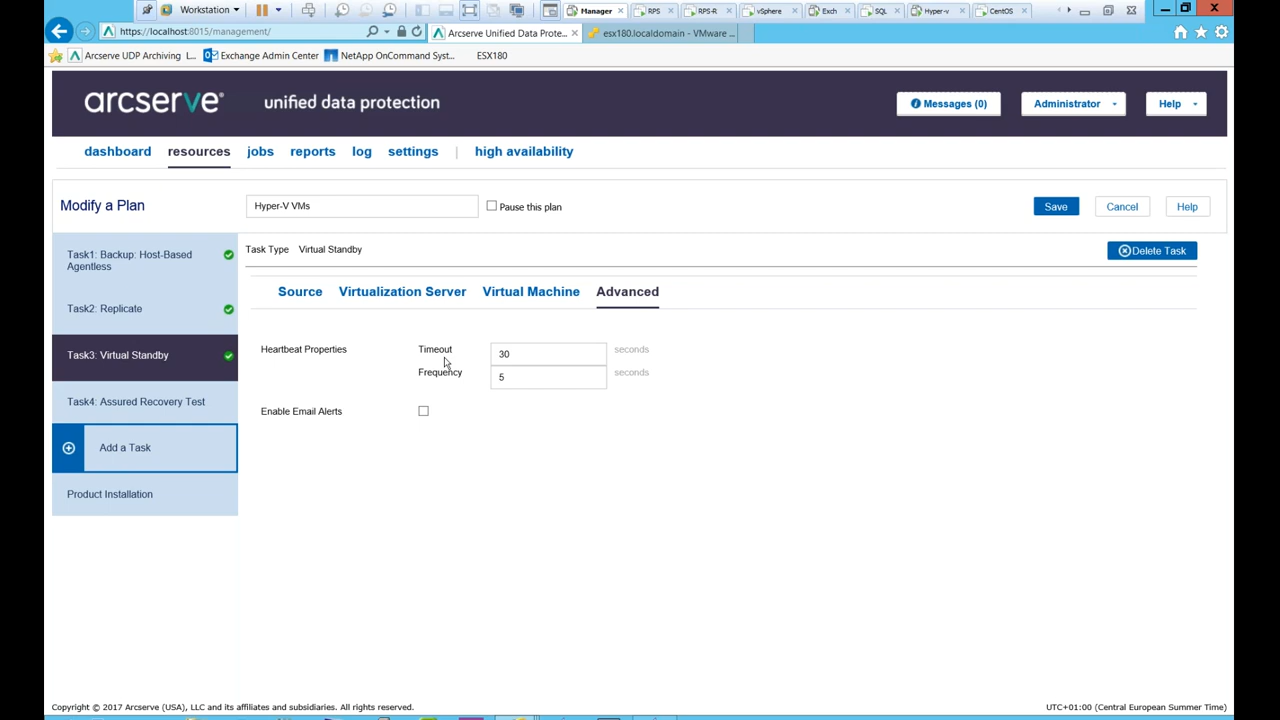 Workstation
Manager
RPS
RPS-R
vSphere
Exch
SQL
Hyper-v
CentOS
https://localhost:8015/management/
Arcserve Unified Data Prote...
esx180.localdomain - VMware ...
Arcserve UDP Archiving L...
Exchange Admin Center
NetApp OnCommand Syst...
ESX180
arcserve®
unified data protection
Messages (0)
Administrator
Help
dashboard
resources
jobs
reports
log
settings
|
high availability
Modify a Plan
Hyper-V VMs
Pause this plan
Save
Cancel
Help
Task1: Backup: Host-Based
Agentless
Task2: Replicate
Task3: Virtual Standby
Task4: Assured Recovery Test
Add a Task
Product Installation
Task Type
Virtual Standby
Delete Task
Source
Virtualization Server
Virtual Machine
Advanced
Heartbeat Properties
Timeout
30
seconds
Frequency
5
seconds
Enable Email Alerts
Copyright © 2017 Arcserve (USA), LLC and its affiliates and subsidiaries. All rights reserved.
UTC+01:00 (Central European Summer Time)